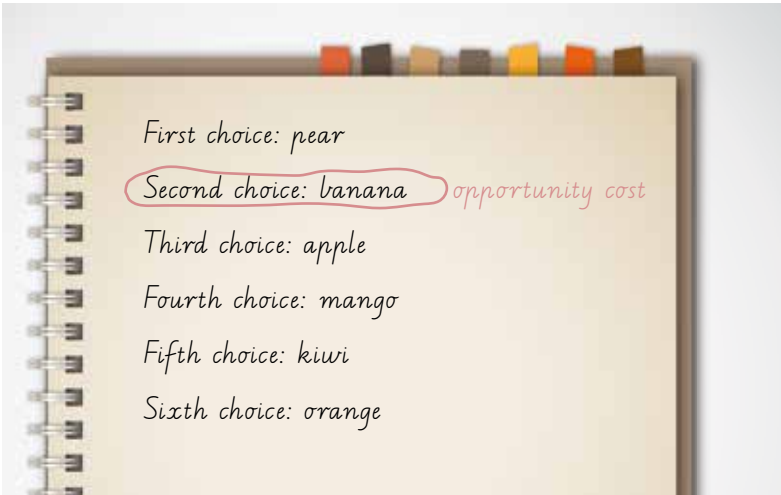 First choice: pear
Second choice: banana opportunity cost
Third choice: apple
Fourth choice: mango
Fifth choice: kiwi
Sixth choice: orange